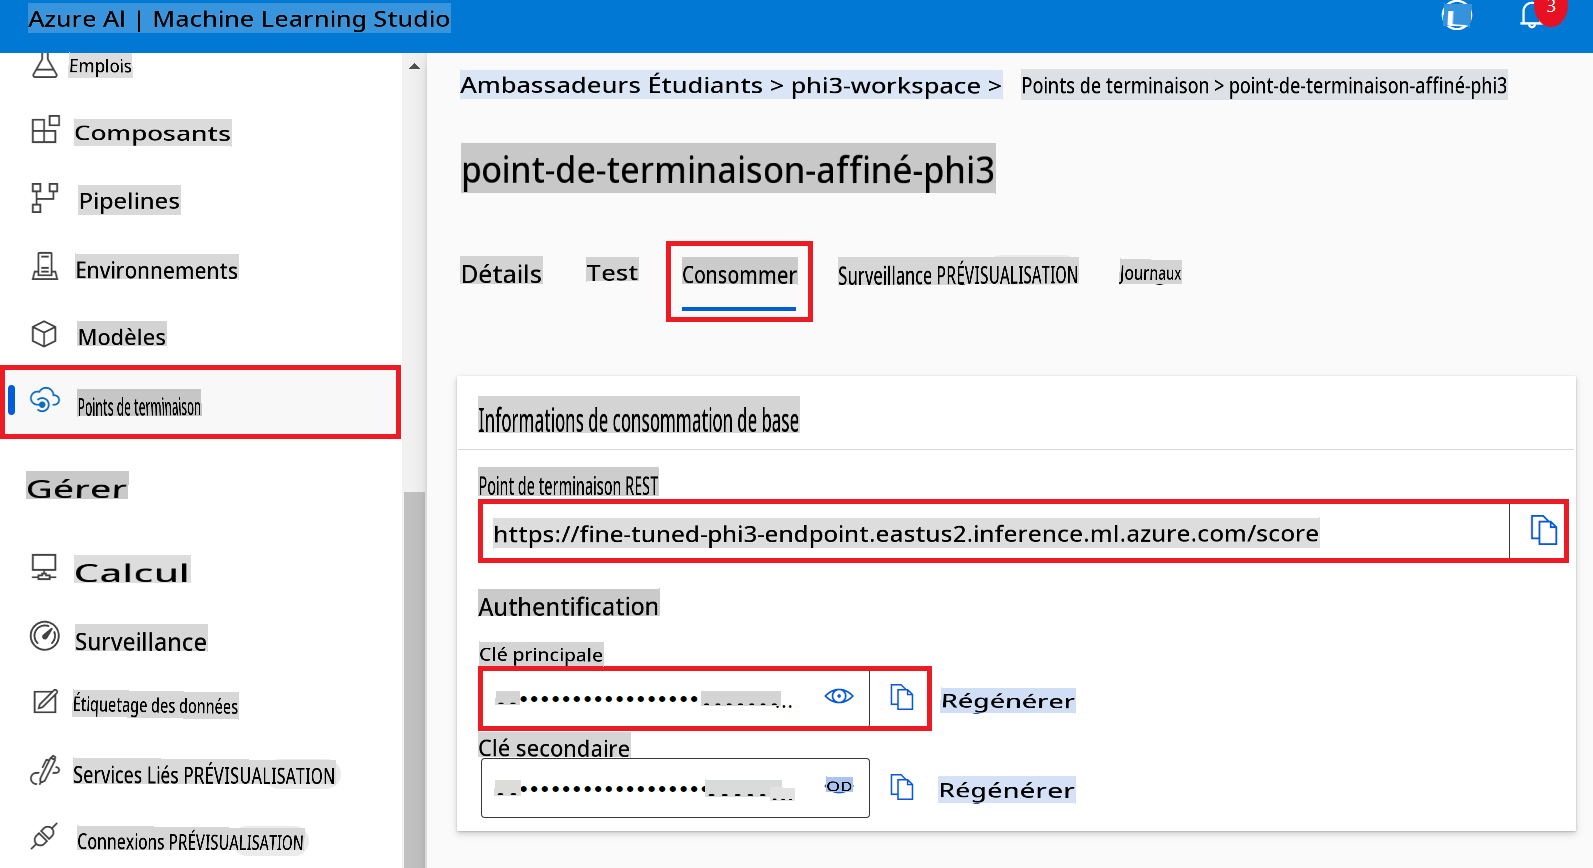 Azure AI | Machine Learning Studio
3
Emplois
Composants
Pipelines
Environnements
Modèles
Points de terminaison
Gérer
Calcul
Surveillance
Étiquetage des données
Services Liés PRÉVISUALISATION
Connexions PRÉVISUALISATION
Ambassadeurs Étudiants > phi3-workspace > Points de terminaison > point-de-terminaison-affiné-phi3
point-de-terminaison-affiné-phi3
Détails Test Consommer Surveillance PRÉVISUALISATION Journaux
Informations de consommation de base
Point de terminaison REST
https://fine-tuned-phi3-endpoint.eastus2.inference.ml.azure.com/score
Authentification
Clé principale
Régénérer
Clé secondaire
OD
Régénérer